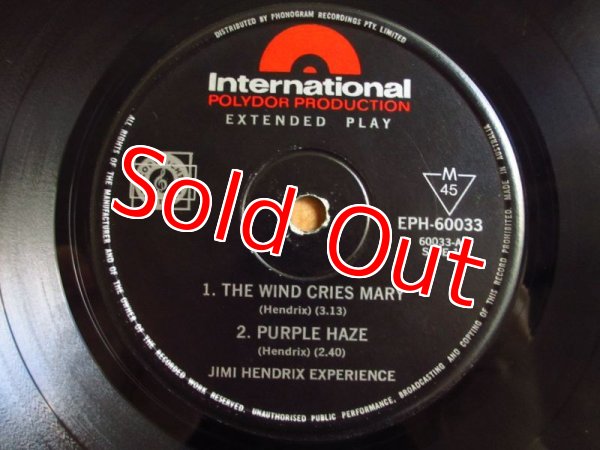 DISTRIBUTED BY PHONOGRAM RECORDINGS PTY. LIMITED
International
POLYDOR PRODUCTION
EXTENDED PLAY
M
45
EPH-60033
60033-A
Sold Out
1. THE WIND CRIES MARY
(Hendrix) (3.13)
2. PURPLE HAZE
(Hendrix) (2.40)
JIMI HENDRIX EXPERIENCE
ALL RIGHTS OF THE MANUFACTURER AND OF THE OWNER OF THE RECORDED WORK RESERVED. UNAUTHORISED PUBLIC PERFORMANCE, BROADCASTING AND COPYING OF THIS RECORD PROHIBITED. MADE IN AUSTRALIA